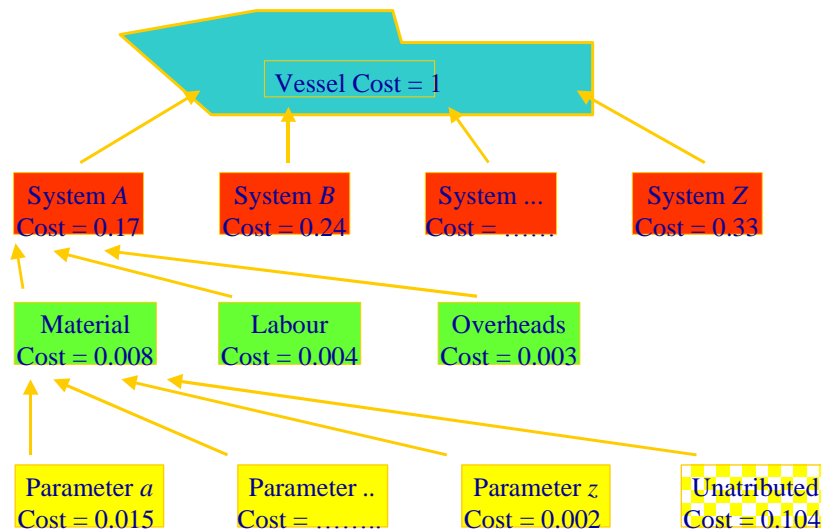 Vessel Cost = 1
System A
Cost = 0.17
System B
Cost = 0.24
System ...
Cost = ……
System Z
Cost = 0.33
Material
Cost = 0.008
Labour
Cost = 0.004
Overheads
Cost = 0.003
Parameter a
Cost = 0.015
Parameter ..
Cost = ……..
Parameter z
Cost = 0.002
Unatributed
Cost = 0.104